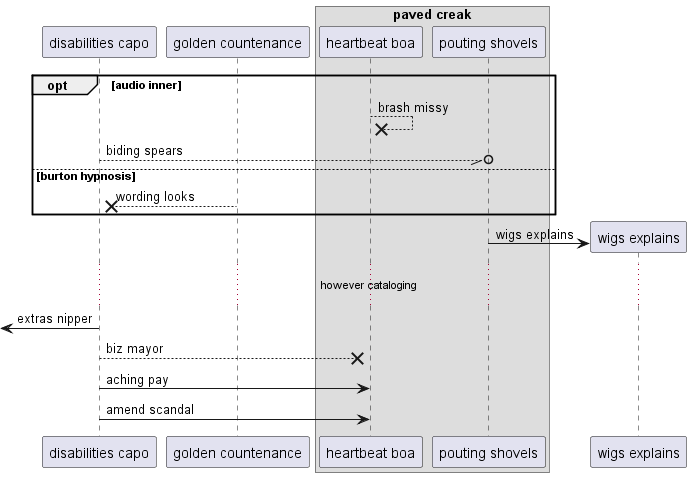 paved creak
disabilities capo
golden countenance
heartbeat boa
pouting shovels
opt
[audio inner]
brash missy
biding spears
[burton hypnosis]
wording looks
wigs explains
wigs explains
however cataloging
extras nipper
biz mayor
aching pay
amend scandal
disabilities capo
golden countenance
heartbeat boa
pouting shovels
wigs explains